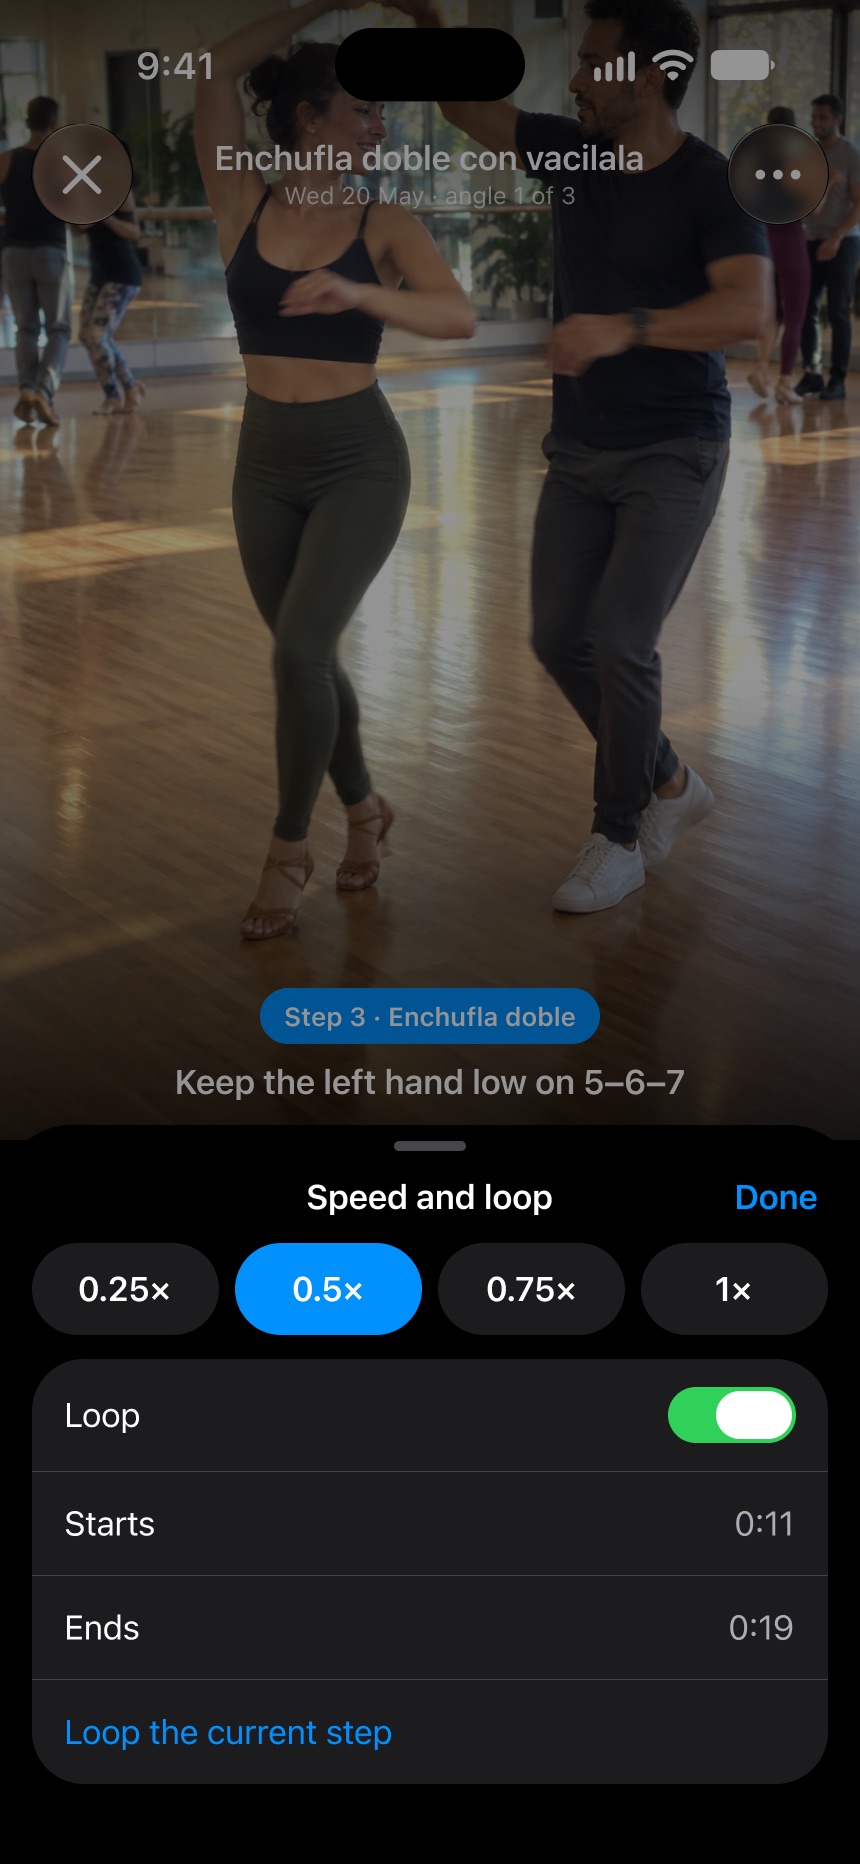 9:41
Enchufla doble con vacilala
Wed 20 May · angle 1 of 3
Step 3 · Enchufla doble
Keep the left hand low on 5–6–7
Speed and loop
Done
0.25×
0.5×
0.75×
1×
Loop
Starts
0:11
Ends
0:19
Loop the current step